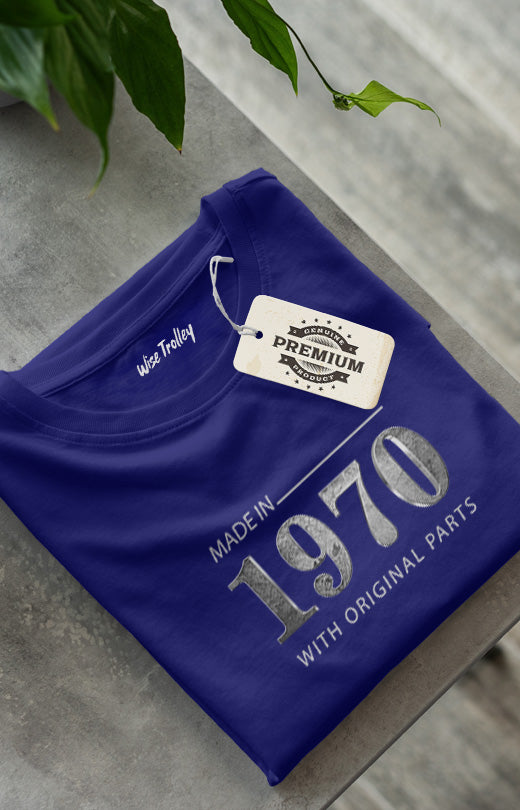 Wise Trolley
GENUINE
PREMIUM
PRODUCT
MADE IN
1970
WITH ORIGINAL PARTS